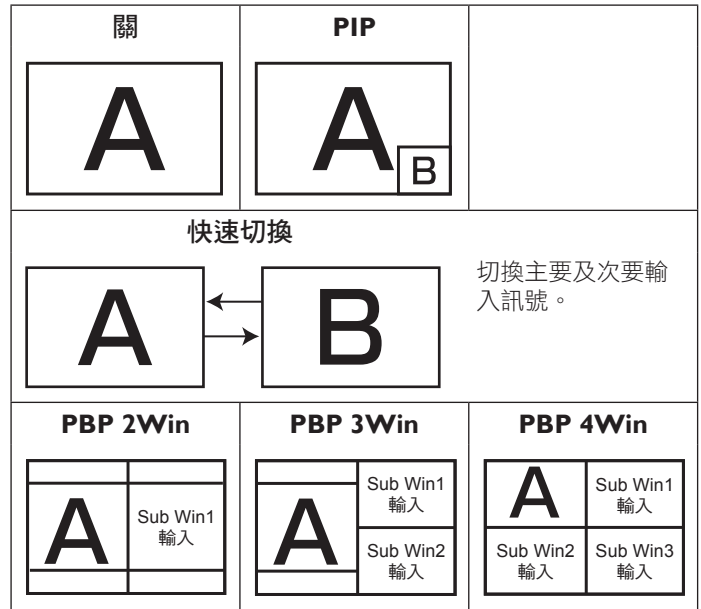 關
PIP
A
A
B
快速切換
A
B
切換主要及次要輸
入訊號。
PBP 2Win
PBP 3Win
PBP 4Win
A
Sub Win1
輸入
A
Sub Win1
輸入
Sub Win2
輸入
A
Sub Win1
輸入
Sub Win2
輸入
Sub Win3
輸入